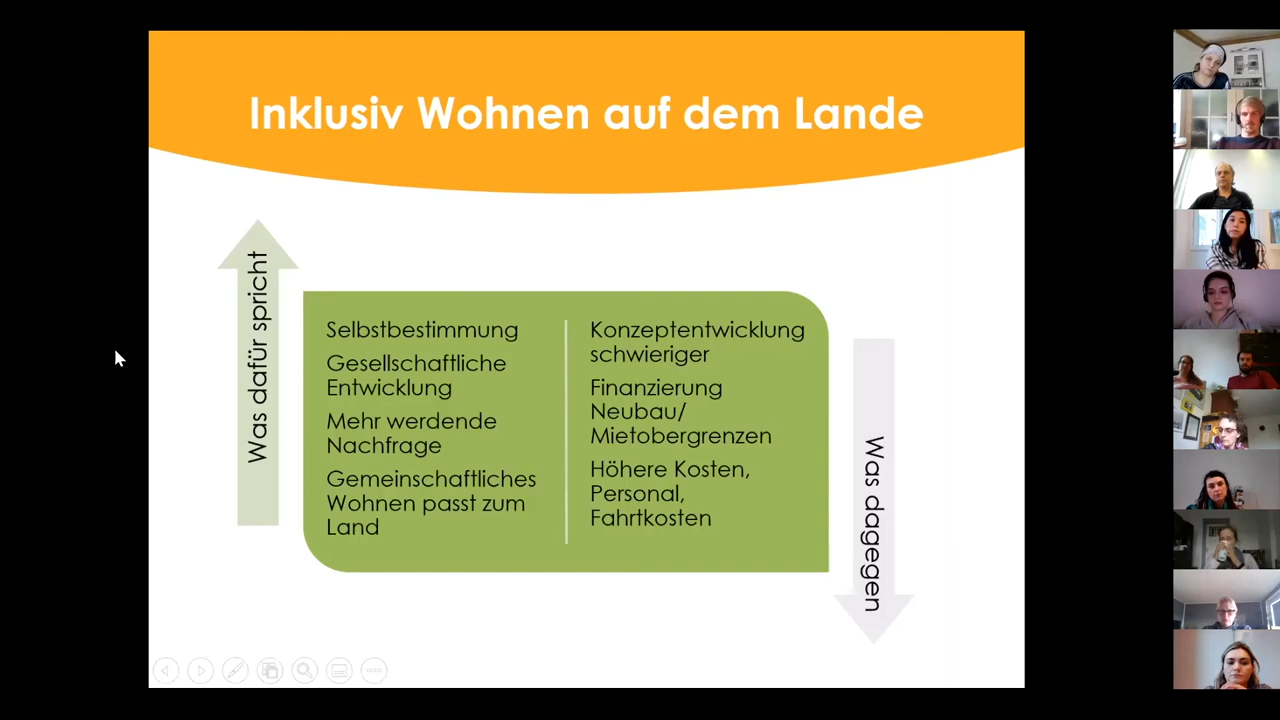 Inklusiv Wohnen auf dem Lande
Was dafür spricht
Selbstbestimmung
Gesellschaftliche
Entwicklung
Mehr werdende
Nachfrage
Gemeinschaftliches
Wohnen passt zum
Land
Konzeptentwicklung
schwieriger
Finanzierung
Neubau/
Mietobergrenzen
Höhere Kosten,
Personal,
Fahrtkosten
Was dagegen